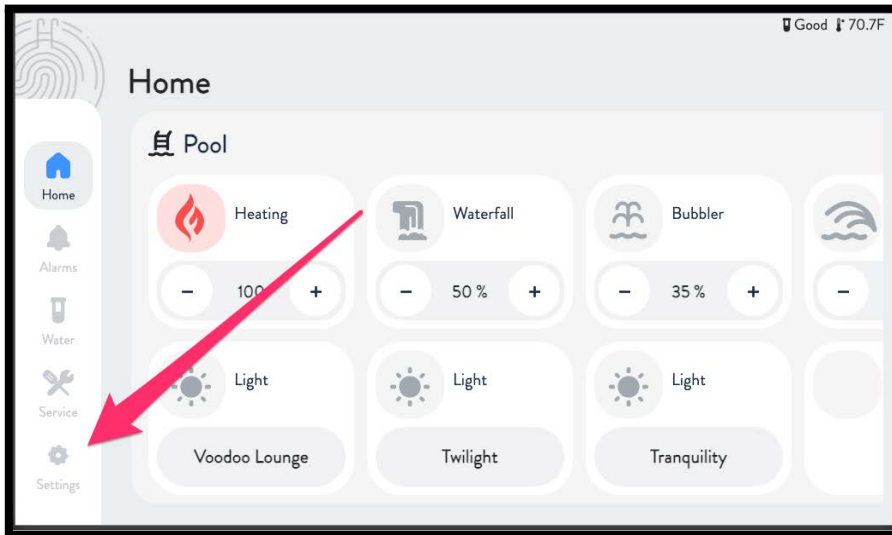 Good 70.7F
Home
Pool
Home
Alarms
Water
Service
Settings
Heating
Waterfall
Bubbler
- +
- 50 % +
- 35 % +
-
Light
Light
Light
Voodoo Lounge
Twilight
Tranquility